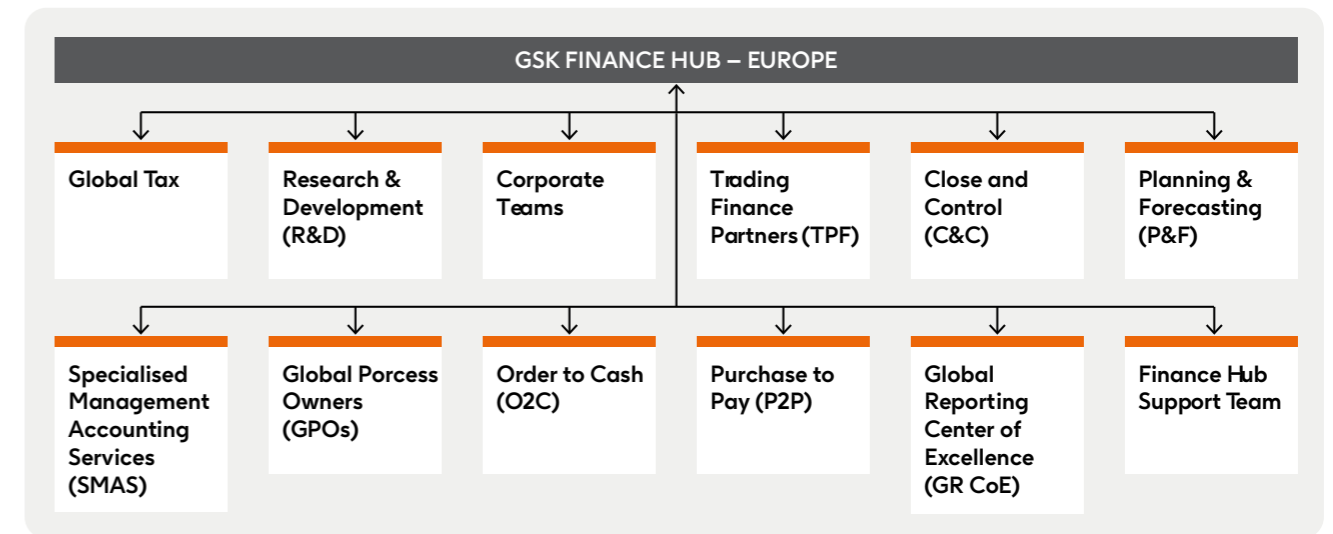 GSK FINANCE HUB – EUROPE
Global Tax
Research &
Development
(R&D)
Corporate
Teams
Trading
Finance
Partners (TPF)
Close and
Control
(C&C)
Planning &
Forecasting
(P&F)
Specialised
Management
Accounting
Services
(SMAS)
Global Porcess
Owners
(GPOs)
Order to Cash
(O2C)
Purchase to
Pay (P2P)
Global
Reporting
Center of
Excellence
(GR CoE)
Finance Hub
Support Team